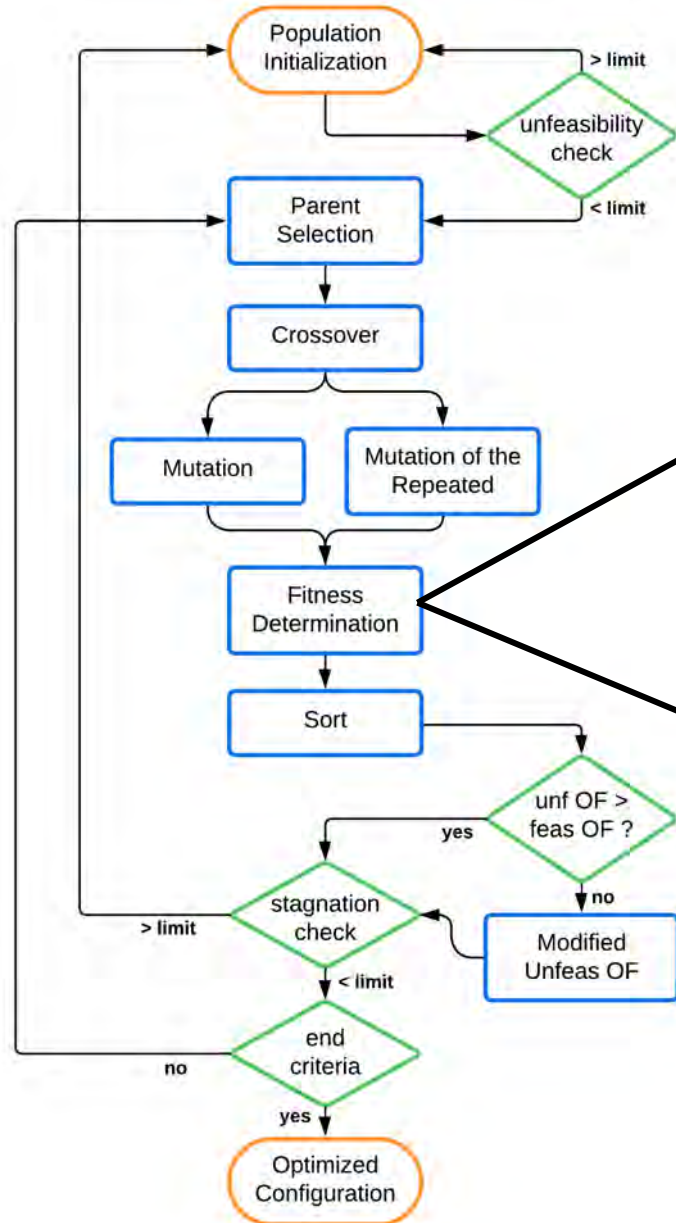 Population
Initialization
> limit
unfeasibility
check
< limit
Parent
Selection
Crossover
Mutation
Mutation of the
Repeated
Fitness
Determination
Sort
unf OF >
feas OF ?
yes
no
stagnation
check
> limit
Modified
Unfeas OF
< limit
end
criteria
no
yes
Optimized
Configuration